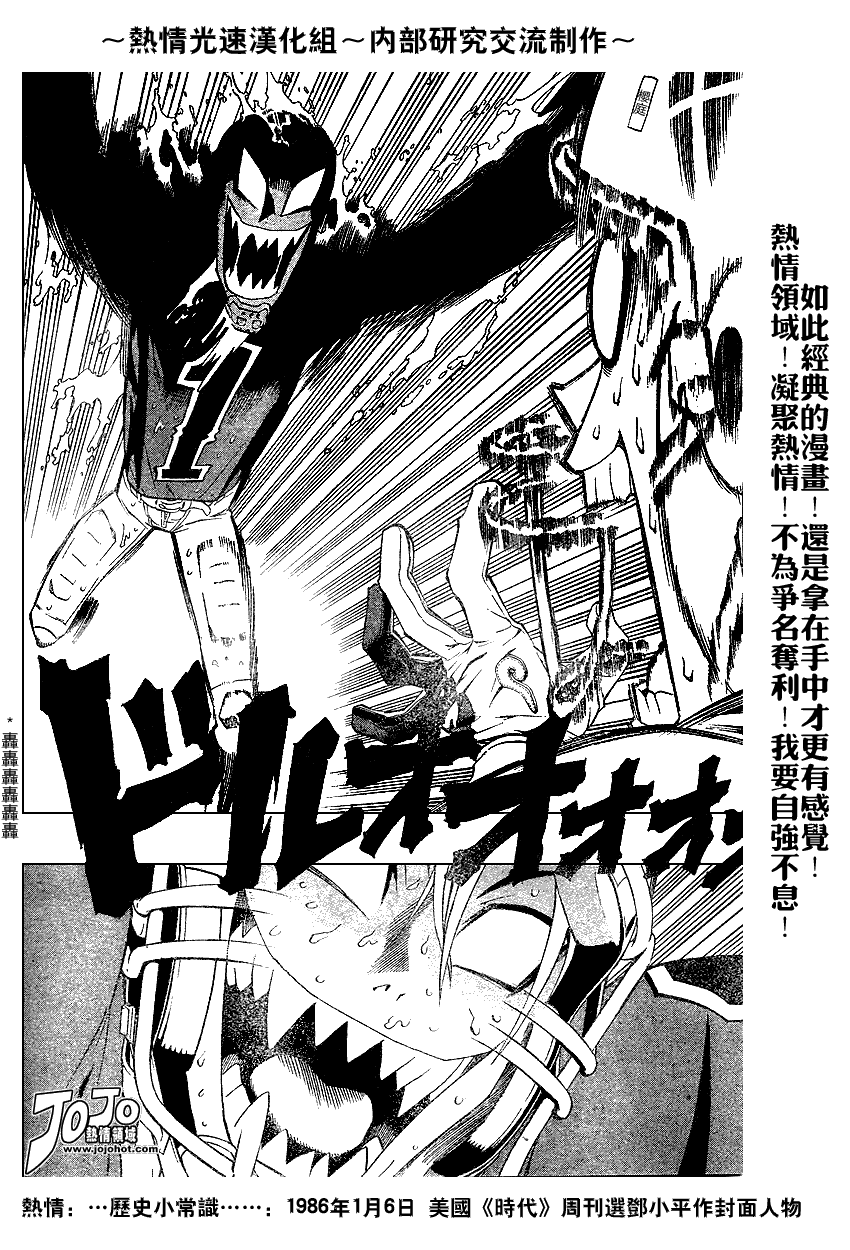 ～熱情光速漢化組～内部研究交流制作～
櫻庭
如此經典的漫畫！還是拿在手中才更有感覺！
熱情領域！凝聚熱情！不為爭名奪利！我要自強不息！
1
ドルオオオオッ
*轟轟轟轟轟轟
JOJO
熱情領域
www.jojohot.com
熱情：…歷史小常識……：1986年1月6日 美國《時代》周刊選鄧小平作封面人物